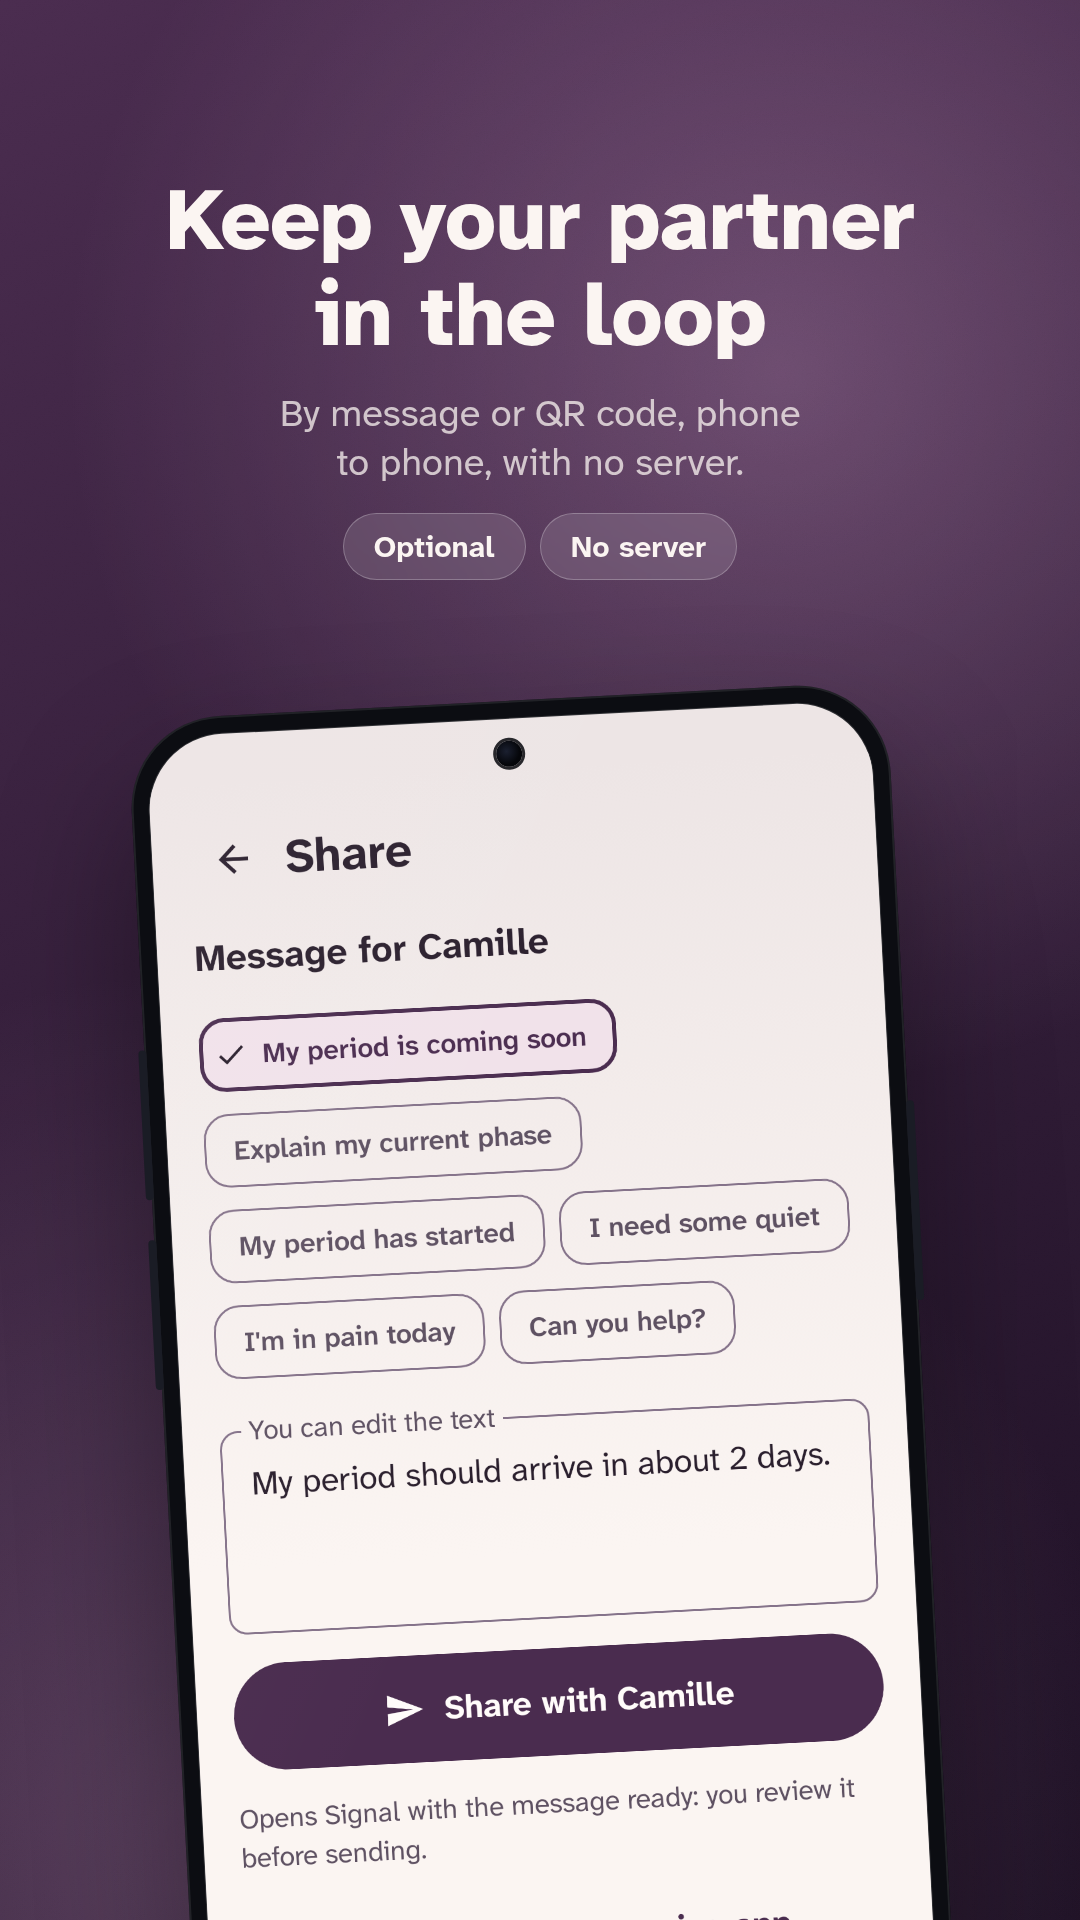 Keep your partner
in the loop
By message or QR code, phone
to phone, with no server.
Optional
No server
Share
Message for Camille
My period is coming soon
Explain my current phase
My period has started
I need some quiet
I'm in pain today
Can you help?
You can edit the text
My period should arrive in about 2 days.
Share with Camille
Opens Signal with the message ready: you review it
before sending.